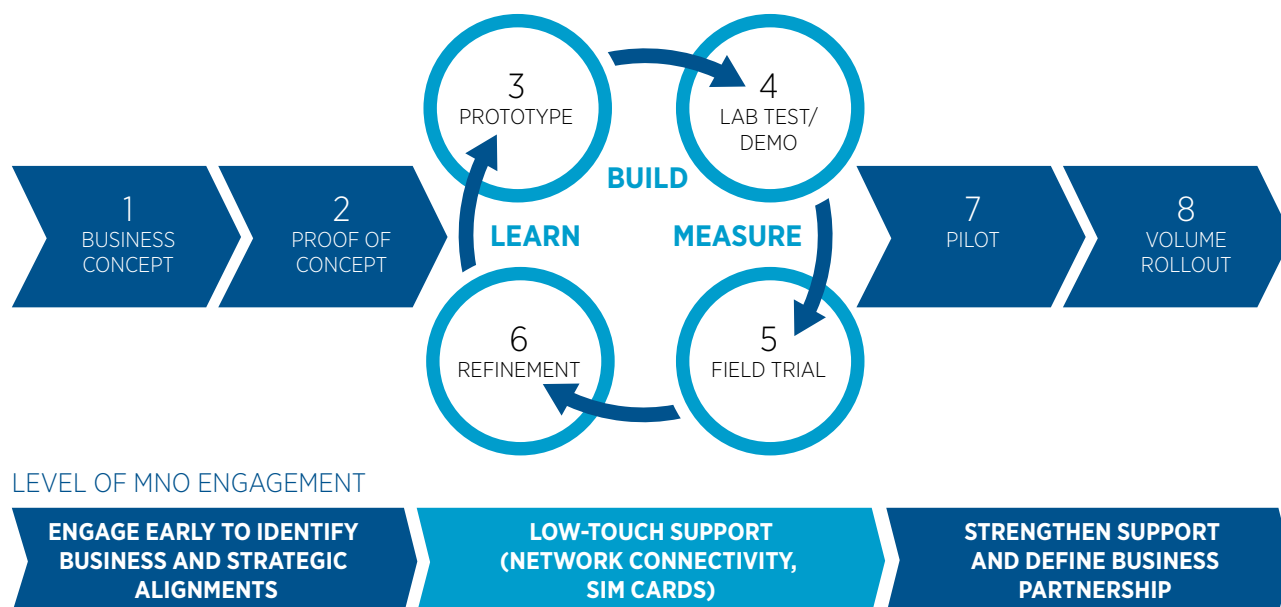 1
BUSINESS
CONCEPT
2
PROOF OF
CONCEPT
3
PROTOTYPE
4
LAB TEST/
DEMO
BUILD
LEARN
MEASURE
6
REFINEMENT
5
FIELD TRIAL
7
PILOT
8
VOLUME
ROLLOUT
LEVEL OF MNO ENGAGEMENT
ENGAGE EARLY TO IDENTIFY
BUSINESS AND STRATEGIC
ALIGNMENTS
LOW-TOUCH SUPPORT
(NETWORK CONNECTIVITY,
SIM CARDS)
STRENGTHEN SUPPORT
AND DEFINE BUSINESS
PARTNERSHIP